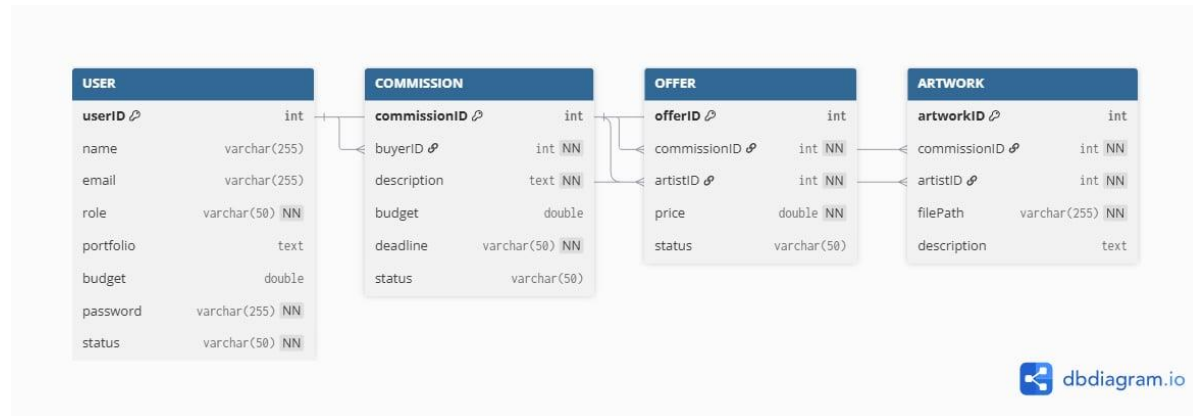 USER
userID int
name varchar(255)
email varchar(255)
role varchar(50) NN
portfolio text
budget double
password varchar(255) NN
status varchar(50) NN
COMMISSION
commissionID int
buyerID int NN
description text NN
budget double
deadline varchar(50) NN
status varchar(50)
OFFER
offerID int
commissionID int NN
artistID int NN
price double NN
status varchar(50)
ARTWORK
artworkID int
commissionID int NN
artistID int NN
filePath varchar(255) NN
description text
dbdiagram.io